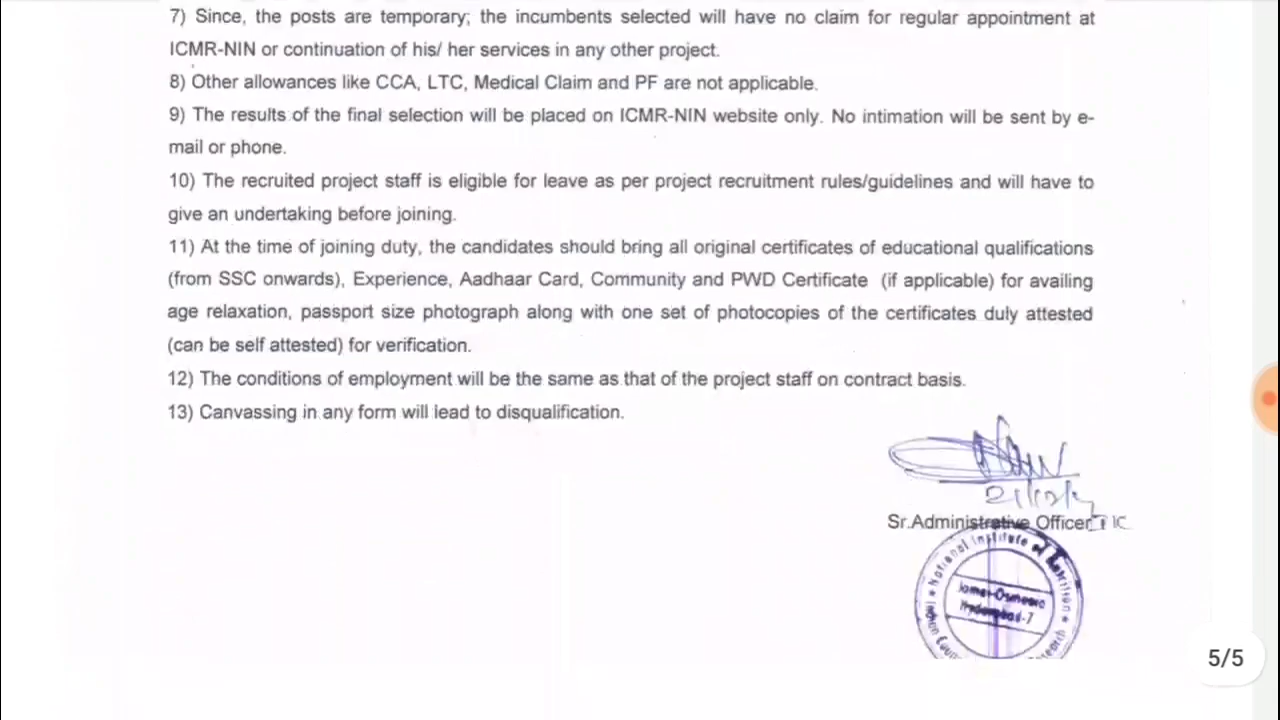 7) Since, the posts are temporary; the incumbents selected will have no claim for regular appointment at
ICMR-NIN or continuation of his/ her services in any other project.
8) Other allowances like CCA, LTC, Medical Claim and PF are not applicable.
9) The results of the final selection will be placed on ICMR-NIN website only. No intimation will be sent by e-
mail or phone.
10) The recruited project staff is eligible for leave as per project recruitment rules/guidelines and will have to
give an undertaking before joining.
11) At the time of joining duty, the candidates should bring all original certificates of educational qualifications
(from SSC onwards), Experience, Aadhaar Card, Community and PWD Certificate (if applicable) for availing
age relaxation, passport size photograph along with one set of photocopies of the certificates duly attested
(can be self attested) for verification.
12) The conditions of employment will be the same as that of the project staff on contract basis.
13) Canvassing in any form will lead to disqualification.
Sr.Administrative Officer
National Institute of Nutrition
Jamai-Osmania
Hyderabad-7
5/5